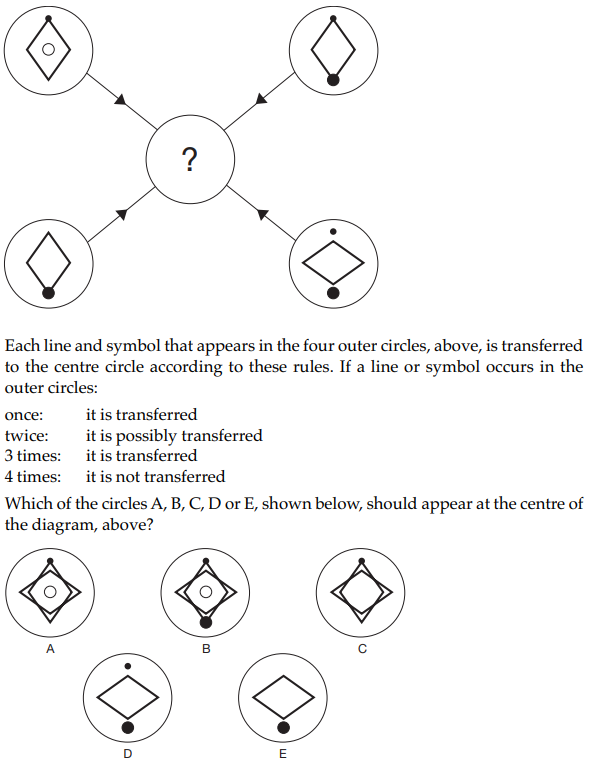 ?
Each line and symbol that appears in the four outer circles, above, is transferred
to the centre circle according to these rules. If a line or symbol occurs in the
outer circles:
once: it is transferred
twice: it is possibly transferred
3 times: it is transferred
4 times: it is not transferred
Which of the circles A, B, C, D or E, shown below, should appear at the centre of
the diagram, above?
A B C
D E